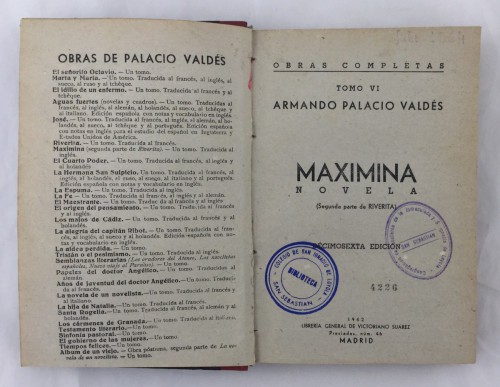 OBRAS DE PALACIO VALDÉS
El señorito Octavio.—Un tomo.
Marta y María.—Un tomo. Traducida al francés, al inglés, al
sueco, al ruso y al tchèque.
El idilio de un enfermo.—Un tomo. Traducida al francés y al
tchèque.
Aguas fuertes (novelas y cuadros).—Un tomo. Traducidas al
francés, al inglés, al alemán, al holandés, al sueco, al tchèque y
al italiano. Edición española con notas y vocabulario en inglés.
José.—Un tomo. Traducida al francés, al inglés, al alemán, al
holandés, al sueco, al tchèque y al portugués. Edición española
con notas en inglés para el estudio del español en Inglaterra y
Estados Unidos de América.
Riverita.—Un tomo. Traducida al francés.
Maximina (segunda parte de Riverita).—Un tomo. Traducida al
inglés.
El Cuarto Poder.—Un tomo. Traducida al francés, al inglés y
al holandés
La Hermana San Sulpicio.—Un tomo. Traducida al francés, al
inglés, al holandés, al ruso, al sueco, al tchèque y al portugués.
Edición española con notas y vocabulario en inglés.
La Espuma.—Un tomo. Traducida al inglés.
La Fe.—Un tomo. Traducida al inglés y al alemán.
El Maestrante.—Un tomo. Traducida al francés y al inglés.
El origen del pensamiento.—Un tomo. Traducida al francés
y al inglés.
Los majos de Cádiz.—Un tomo. Traducida al francés y al
holandés.
La alegría del capitán Ribot.—Un tomo. Traducida al francés,
al inglés y al holandés. Edición española con notas
y vocabulario en inglés.
La aldea perdida.—Un tomo. Traducida al inglés.
Tristán o el pesimismo.—Un tomo. Traducida al inglés.
Semblanzas literarias (Los oradores del Ateneo, Los novelistas
españoles, Nuevo viaje al Parnaso).—Un tomo.
Papeles del doctor Angélico.—Un tomo. Traducida
al alemán.
Años de juventud del doctor Angélico.—Un tomo. Traducida
al francés.
La novela de un novelista.—Un tomo. Traducida al francés y
al italiano.
La hija de Natalia.—Un tomo. Traducida al francés.
Santa Rogelia.—Un tomo. Traducida al francés, al inglés y
al holandés.
Los cármenes de Granada.—Un tomo. Traducida al francés.
Testamento literario.—Un tomo.
Sinfonía pastoral.—Un tomo.
El gobierno de las mujeres.—Un tomo.
Tiempos felices.—Un tomo.
Álbum de un viejo.—Obra póstuma, segunda parte de La no-
vela de un novelista.—Un tomo.
OBRAS COMPLETAS
TOMO VI
ARMANDO PALACIO VALDÉS
MAXIMINA
NOVELA
(Segunda parte de RIVERITA)
DÉCIMOSEXTA EDICIÓN
COLEGIO DE SAN IGNACIO DE LOYOLA
BIBLIOTECA
SAN SEBASTIAN
SAN SEBASTIAN
4226
1942
LIBRERÍA GENERAL DE VICTORIANO SUÁREZ
Preciados, núm. 46
MADRID